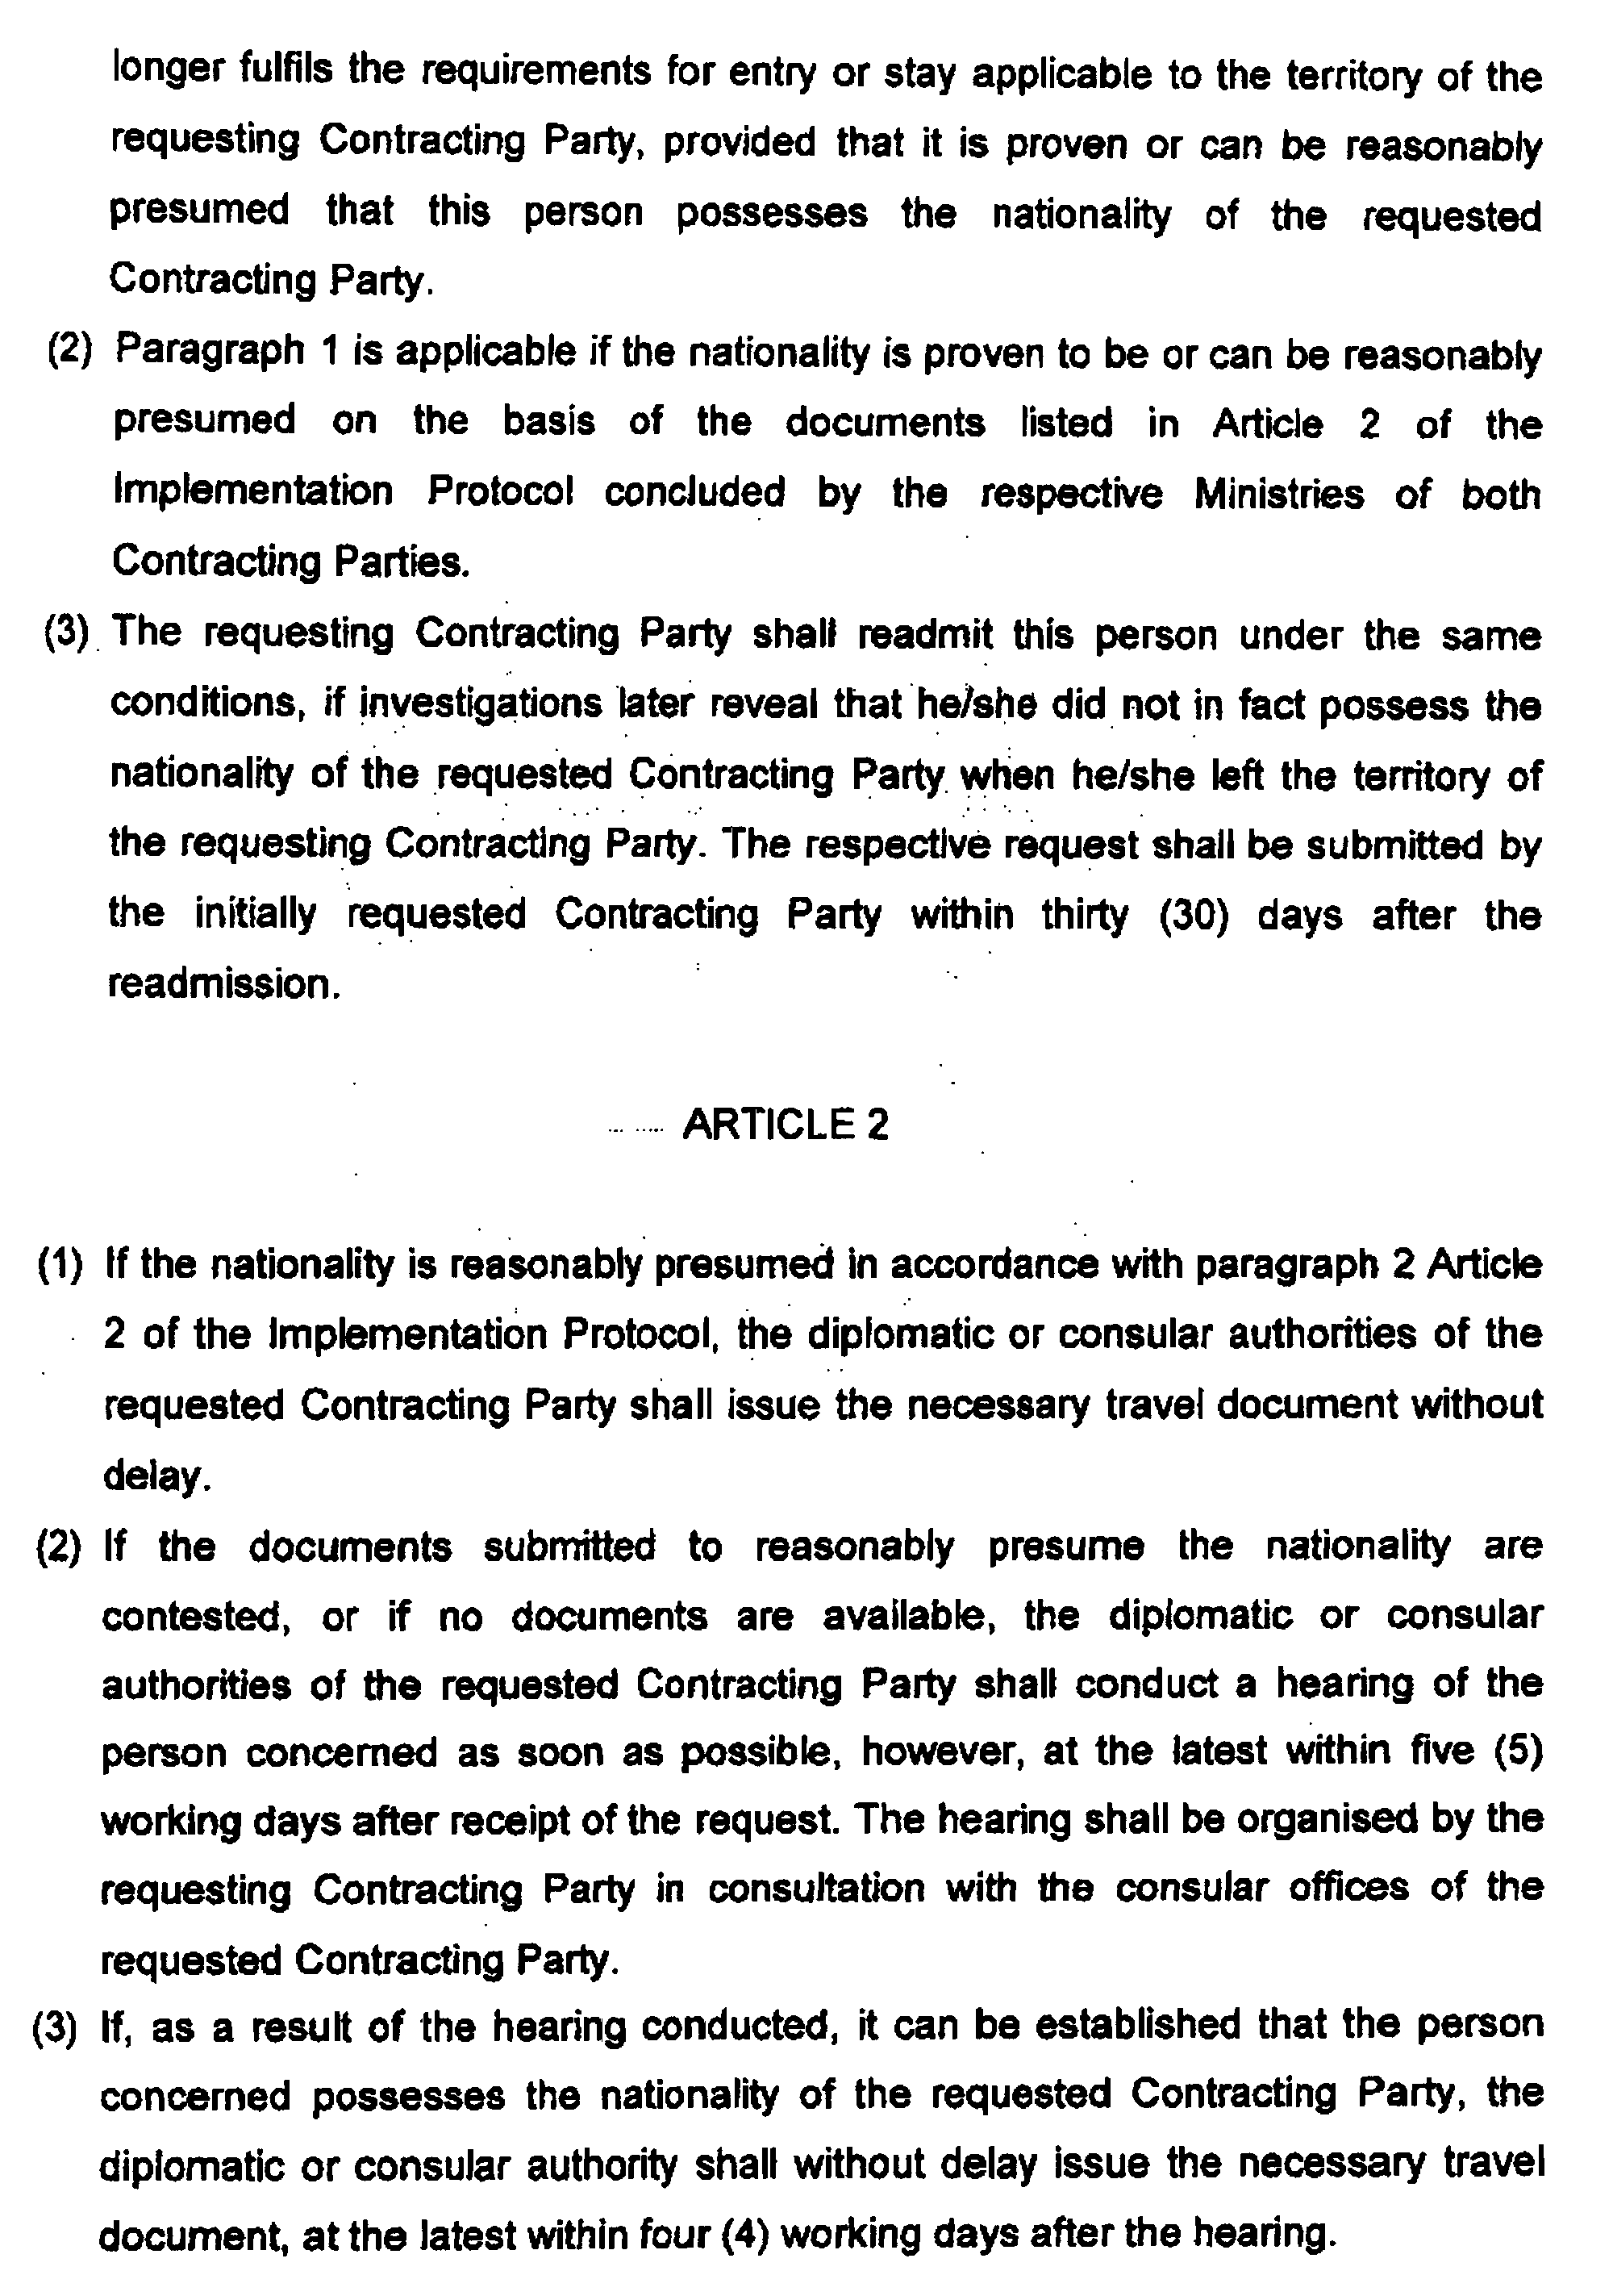 longer fulfils the requirements for entry or stay applicable to the territory of the
requesting Contracting Party, provided that it is proven or can be reasonably
presumed that this person possesses the nationality of the requested
Contracting Party.
(2) Paragraph 1 is applicable if the nationality is proven to be or can be reasonably
presumed on the basis of the documents listed in Article 2 of the
Implementation Protocol concluded by the respective Ministries of both
Contracting Parties.
(3) The requesting Contracting Party shall readmit this person under the same
conditions, if investigations later reveal that he/she did not in fact possess the
nationality of the requested Contracting Party when he/she left the territory of
the requesting Contracting Party. The respective request shall be submitted by
the initially requested Contracting Party within thirty (30) days after the
readmission.
ARTICLE 2
(1) If the nationality is reasonably presumed in accordance with paragraph 2 Article
2 of the Implementation Protocol, the diplomatic or consular authorities of the
requested Contracting Party shall issue the necessary travel document without
delay.
(2) If the documents submitted to reasonably presume the nationality are
contested, or if no documents are available, the diplomatic or consular
authorities of the requested Contracting Party shall conduct a hearing of the
person concerned as soon as possible, however, at the latest within five (5)
working days after receipt of the request. The hearing shall be organised by the
requesting Contracting Party in consultation with the consular offices of the
requested Contracting Party.
(3) If, as a result of the hearing conducted, it can be established that the person
concerned possesses the nationality of the requested Contracting Party, the
diplomatic or consular authority shall without delay issue the necessary travel
document, at the latest within four (4) working days after the hearing.